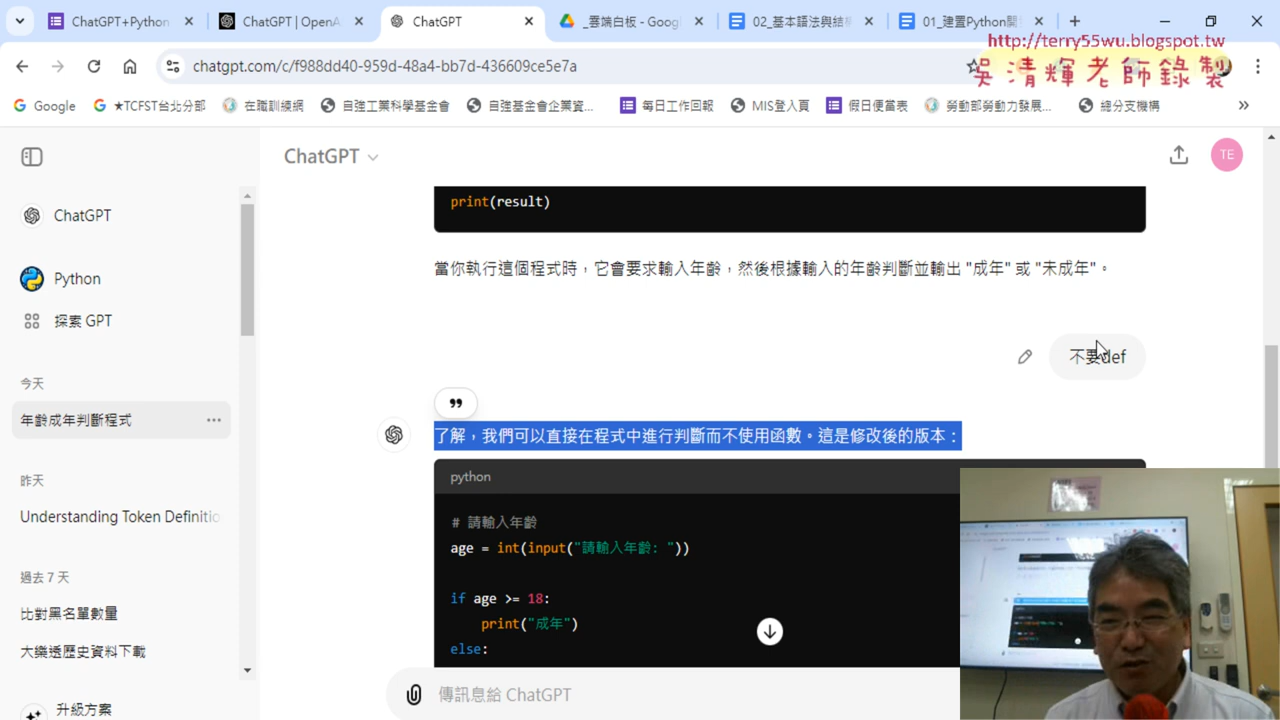 ChatGPT+Python
ChatGPT | OpenA
ChatGPT
_雲端白板 - Goog
02_基本語法與結
01_建置Python開
http://terry55wu.blogspot.tw
吳清輝老師錄製
chatgpt.com/c/f988dd40-959d-48a4-bb7d-436609ce5e7a
Google
★TCFST台北分部
在職訓練網
自強工業科學基金會
自強基金會企業資...
每日工作回報
MIS登入頁
假日便當表
勞動部勞動力發展...
總分支機構
ChatGPT
TE
ChatGPT
Python
探索 GPT
今天
年齡成年判斷程式
昨天
Understanding Token Definitio
過去 7 天
比對黑名單數量
大樂透歷史資料下載
升級方案
print(result)
當你執行這個程式時，它會要求輸入年齡，然後根據輸入的年齡判斷並輸出 "成年" 或 "未成年"。
不要def
了解，我們可以直接在程式中進行判斷而不使用函數。這是修改後的版本：
python
# 請輸入年齡
age = int(input("請輸入年齡: "))
if age >= 18:
print("成年")
else:
傳訊息給 ChatGPT